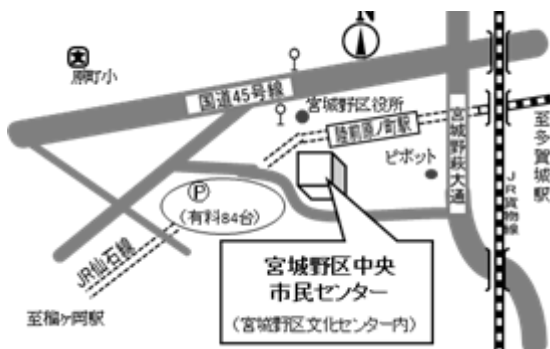 N
文
原町小
国道45号線
宮城野区役所
陸前原ノ町駅
宮城野萩大通
至多賀城駅
ピボット
JR貨物線
P
(有料84台)
JR仙石線
至榴ヶ岡駅
宮城野区中央
市民センター
(宮城野区文化センター内)